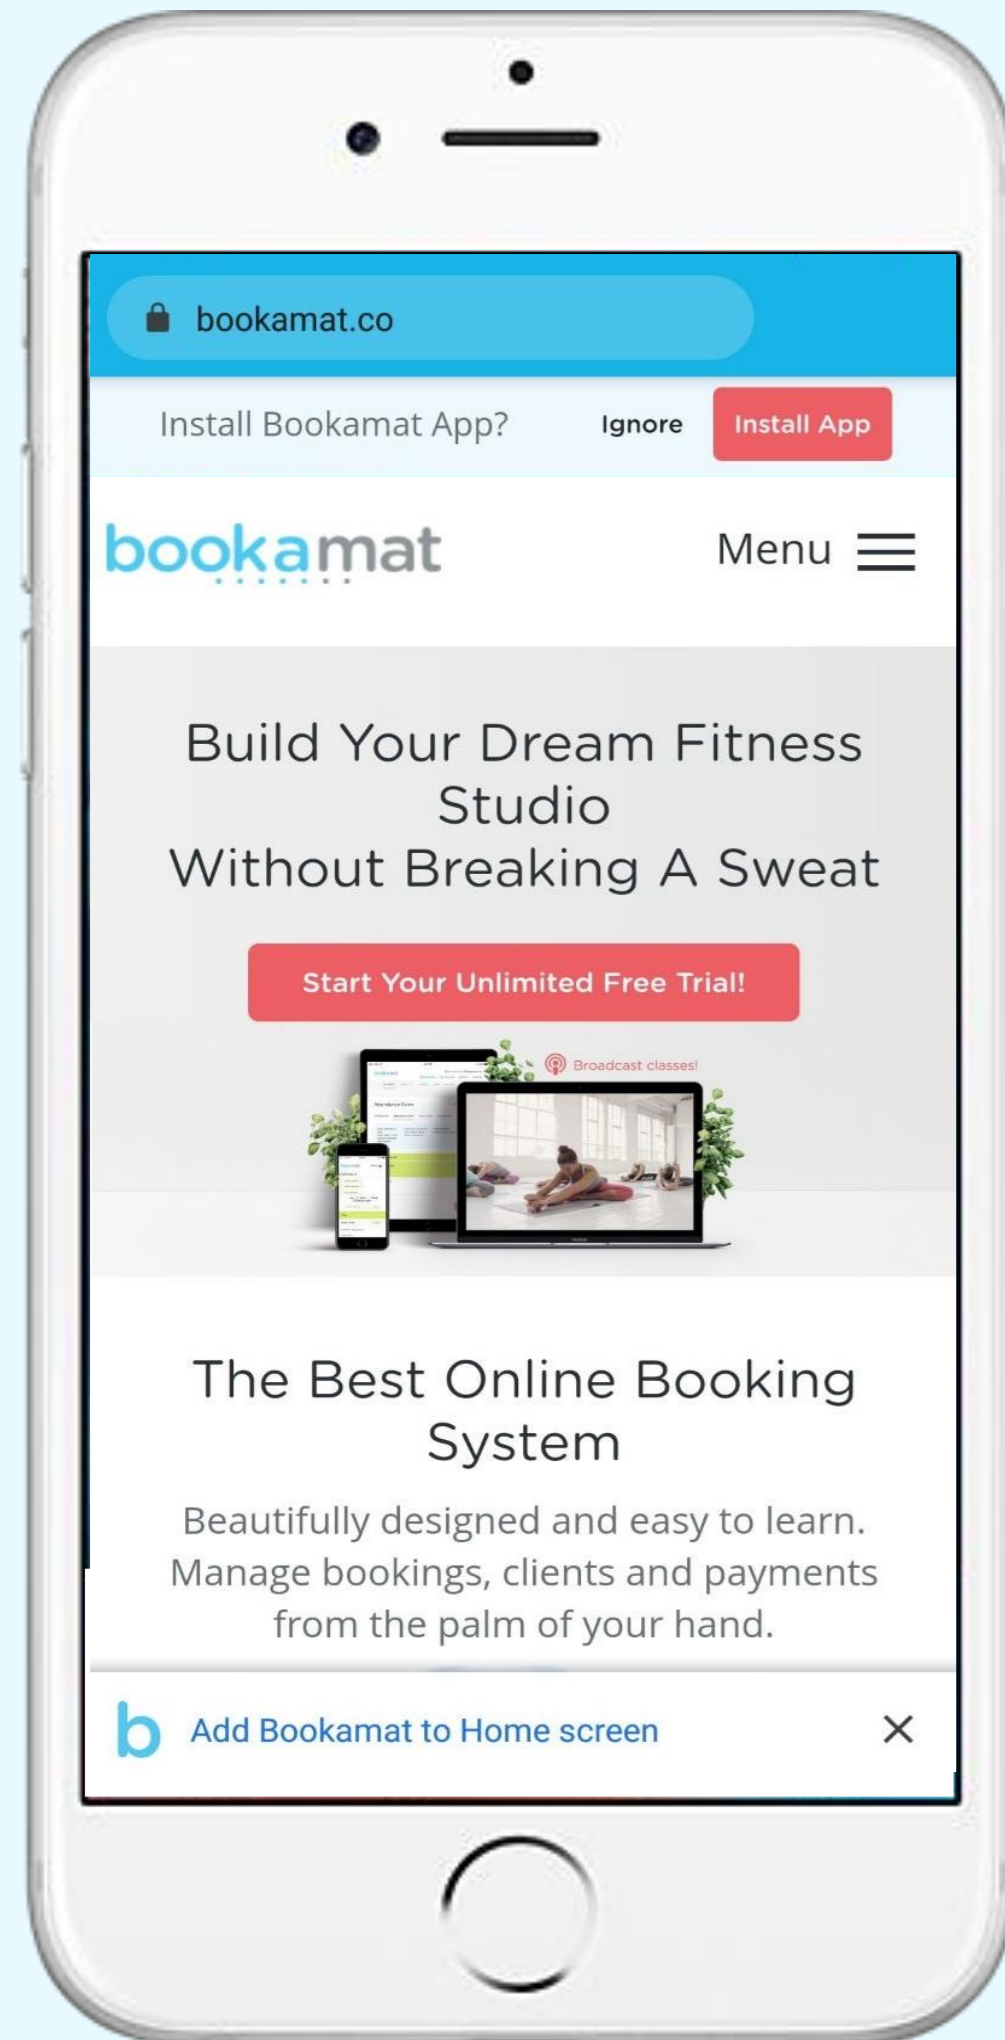 bookamat.co
Install Bookamat App?
Ignore
Install App
bookamat
Menu
Build Your Dream Fitness
Studio
Without Breaking A Sweat
Start Your Unlimited Free Trial!
Broadcast classes!
The Best Online Booking
System
Beautifully designed and easy to learn.
Manage bookings, clients and payments
from the palm of your hand.
b Add Bookamat to Home screen